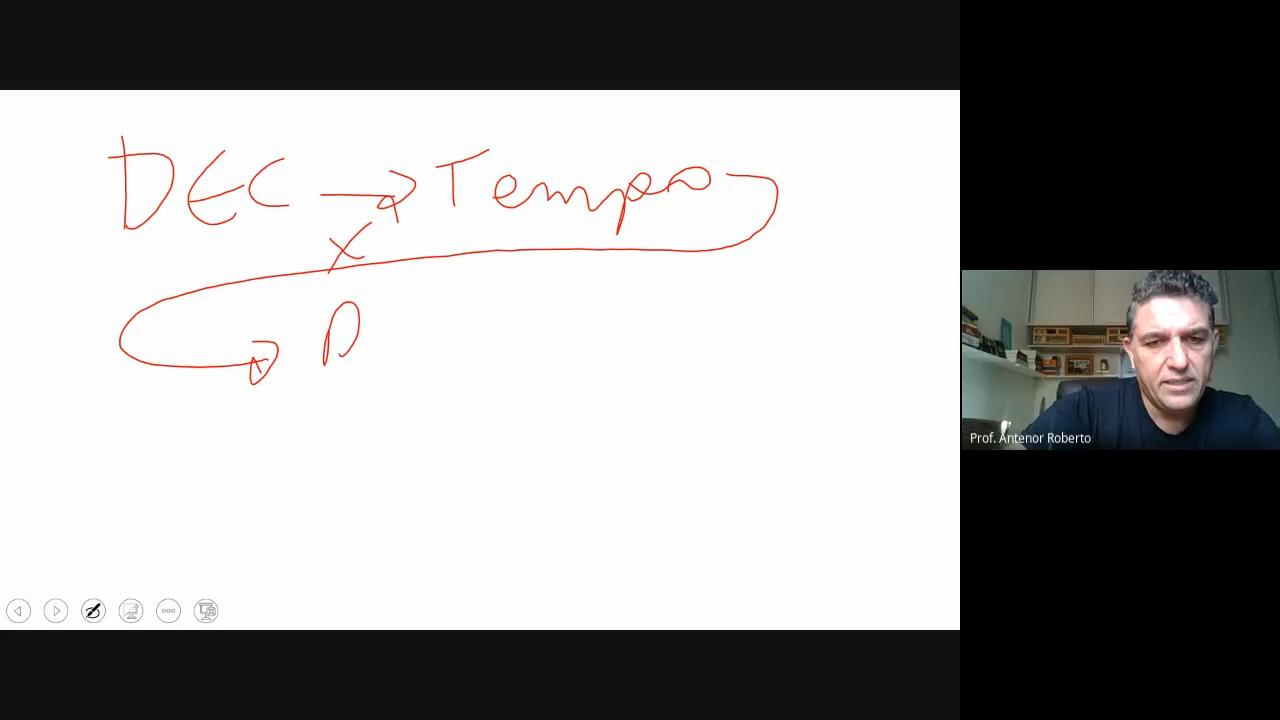 DEC → Tempo
X
Prof. Antenor Roberto